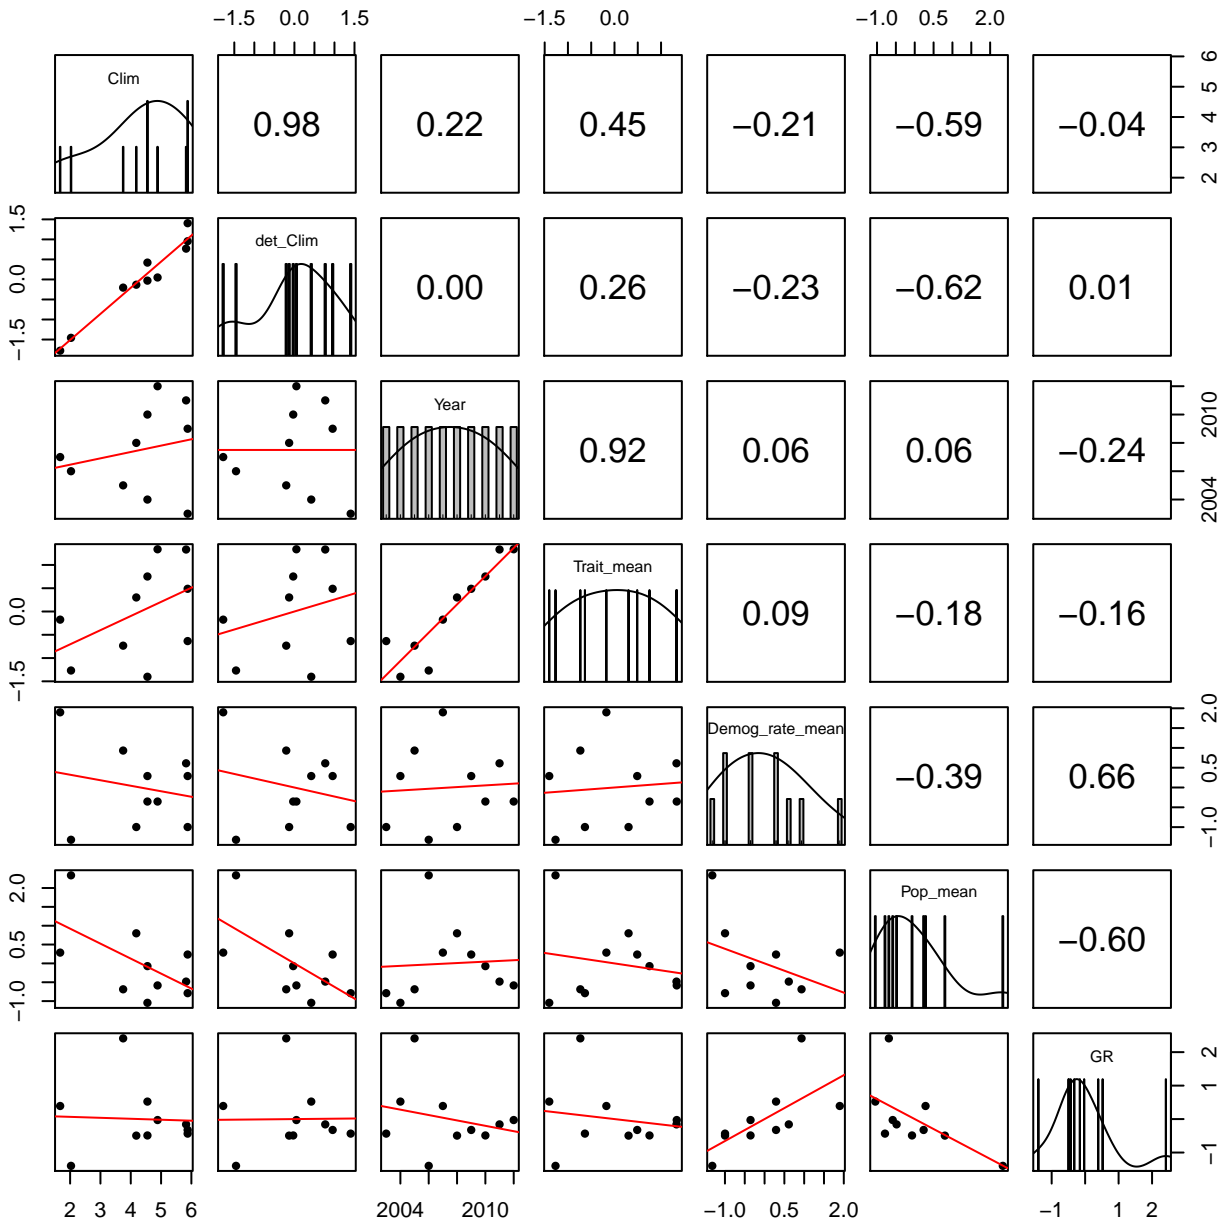 −1.5 0.0 1.5 −1.5 0.0 −1.0 0.5 2.0
Clim 0.98 0.22 0.45 −0.21 −0.59 −0.04 2 3 4 5 6
−1.5 0.0 1.5 det_Clim 0.00 0.26 −0.23 −0.62 0.01
Year 0.92 0.06 0.06 −0.24 2004 2010
−1.5 0.0 Trait_mean 0.09 −0.18 −0.16
Demog_rate_mean −0.39 0.66 −1.0 0.5 2.0
−1.0 0.5 2.0 Pop_mean −0.60
GR −1 1 2
2 3 4 5 6 2004 2010 −1.0 0.5 2.0 −1 1 2